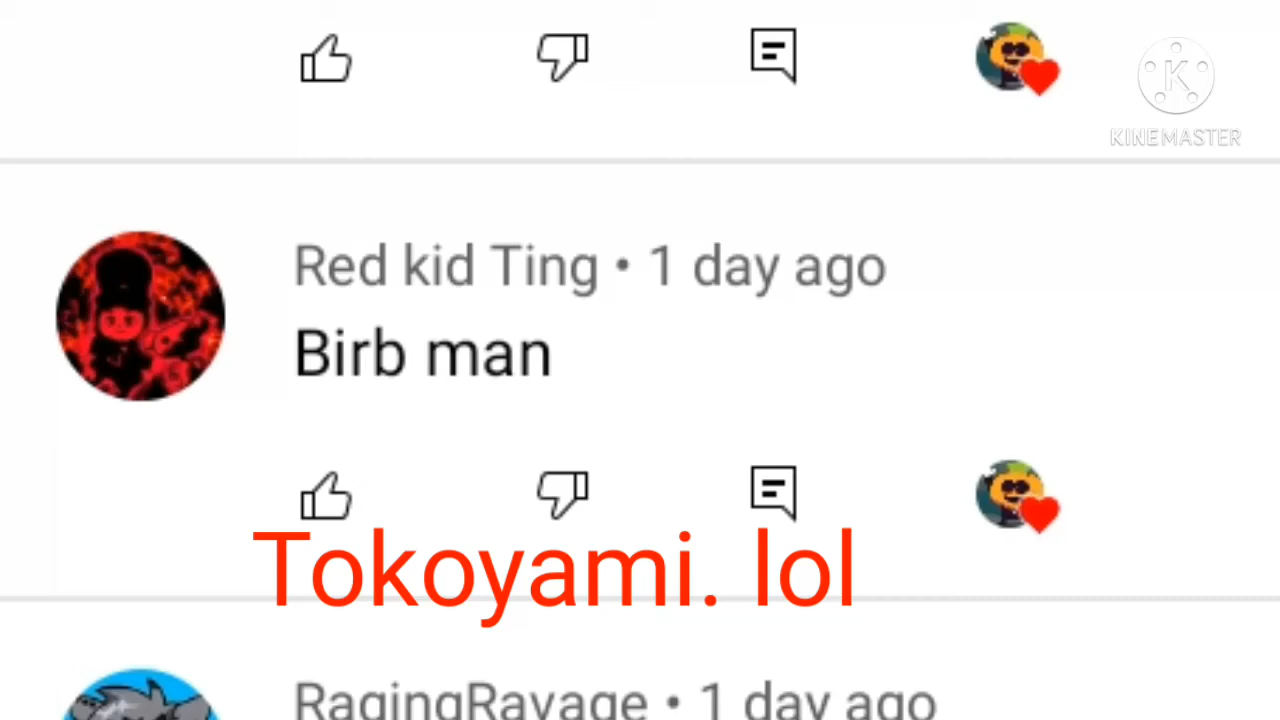 K
KINEMASTER
Red kid Ting • 1 day ago
Birb man
Tokoyami. lol
RagingRavage • 1 day ago